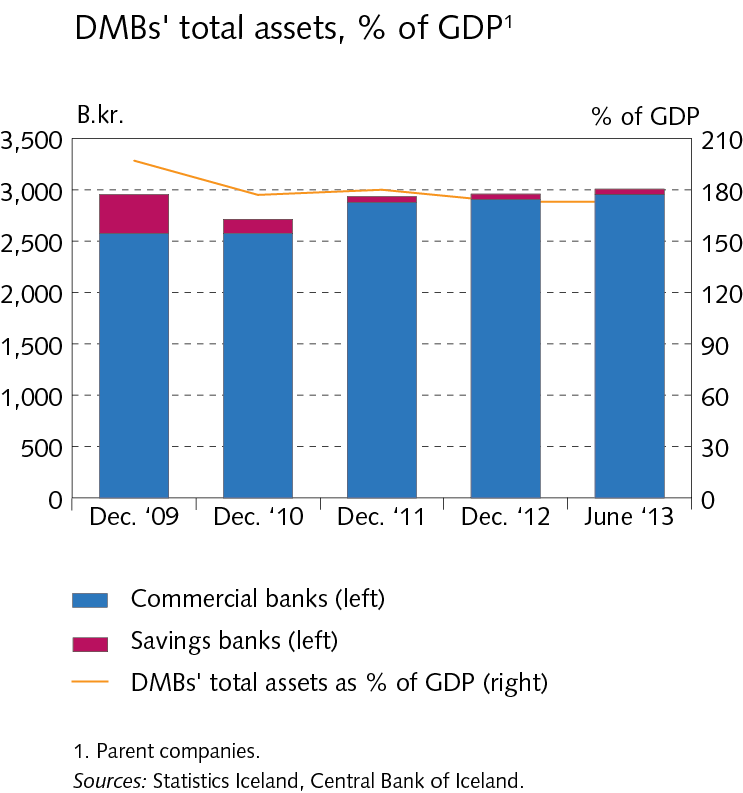 DMBs' total assets, % of GDP¹
B.kr. % of GDP
3,500 210
3,000 180
2,500 150
2,000 120
1,500 90
1,000 60
500 30
0 0
Dec. ‘09 Dec. ‘10 Dec. ‘11 Dec. ‘12 June ‘13
Commercial banks (left)
Savings banks (left)
DMBs' total assets as % of GDP (right)
1. Parent companies.
Sources: Statistics Iceland, Central Bank of Iceland.